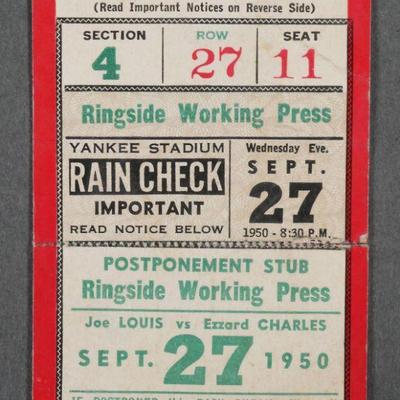 (Read Important Notices on Reverse Side)
SECTION ROW SEAT
4 27 11
Ringside Working Press
YANKEE STADIUM
RAIN CHECK
IMPORTANT
READ NOTICE BELOW
Wednesday Eve.
SEPT.
27
1950 - 8:30 P.M.
POSTPONEMENT STUB
Ringside Working Press
Joe LOUIS vs Ezzard CHARLES
SEPT. 27 1950